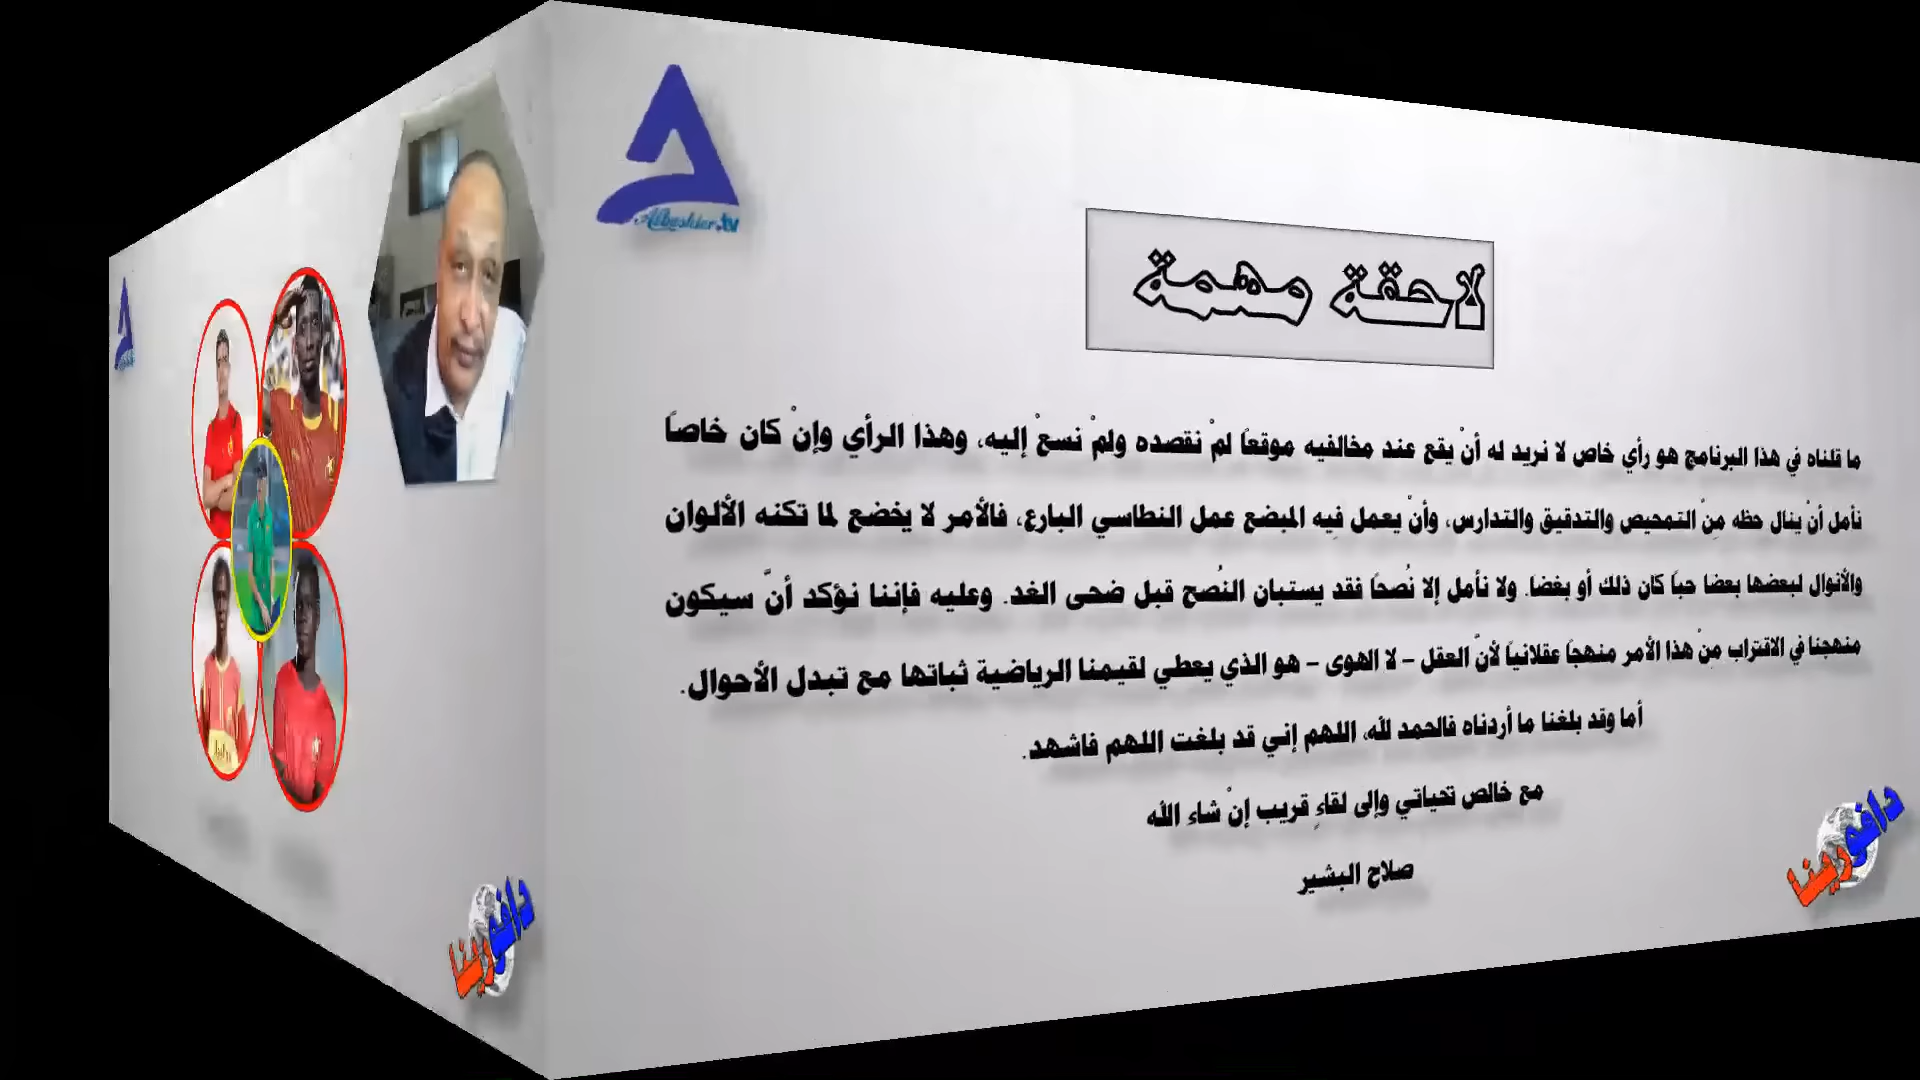 Albashier
لاحقة مهمة
ما قلناه في هذا البرنامج هو رأي خاص لا نريد له أنْ يقع عند مخالفيه موقعاً لمْ نقصده ولمْ نسعْ إليه، وهذا الرأي وإنْ كان خاصاً
نأمل أنْ ينال حظه مِنْ التمحيص والتدقيق والتدارس، وأنْ يعمل فيه المبضع عمل النطاسي البارع، فالأمر لا يخضع لما تكنه الألوان
والأنوال لبعضها بعضا حباً كان ذلك أو بغضا. ولا نأمل إلا نُصحاً فقد يستبان النُصح قبل ضحى الغد. وعليه فإننا نؤكد أنَّ سيكون
منهجنا في الاقتراب مِنْ هذا الأمر منهجاً عقلانياً لأنّ العقل – لا الهوى – هو الذي يعطي لقيمنا الرياضية ثباتها مع تبدل الأحوال.
أما وقد بلغنا ما أردناه فالحمد لله، اللهم إني قد بلغت اللهم فاشهد.
مع خالص تحياتي وإلى لقاءٍ قريب إنْ شاء الله
صلاح البشير
دافورينا
دافورينا